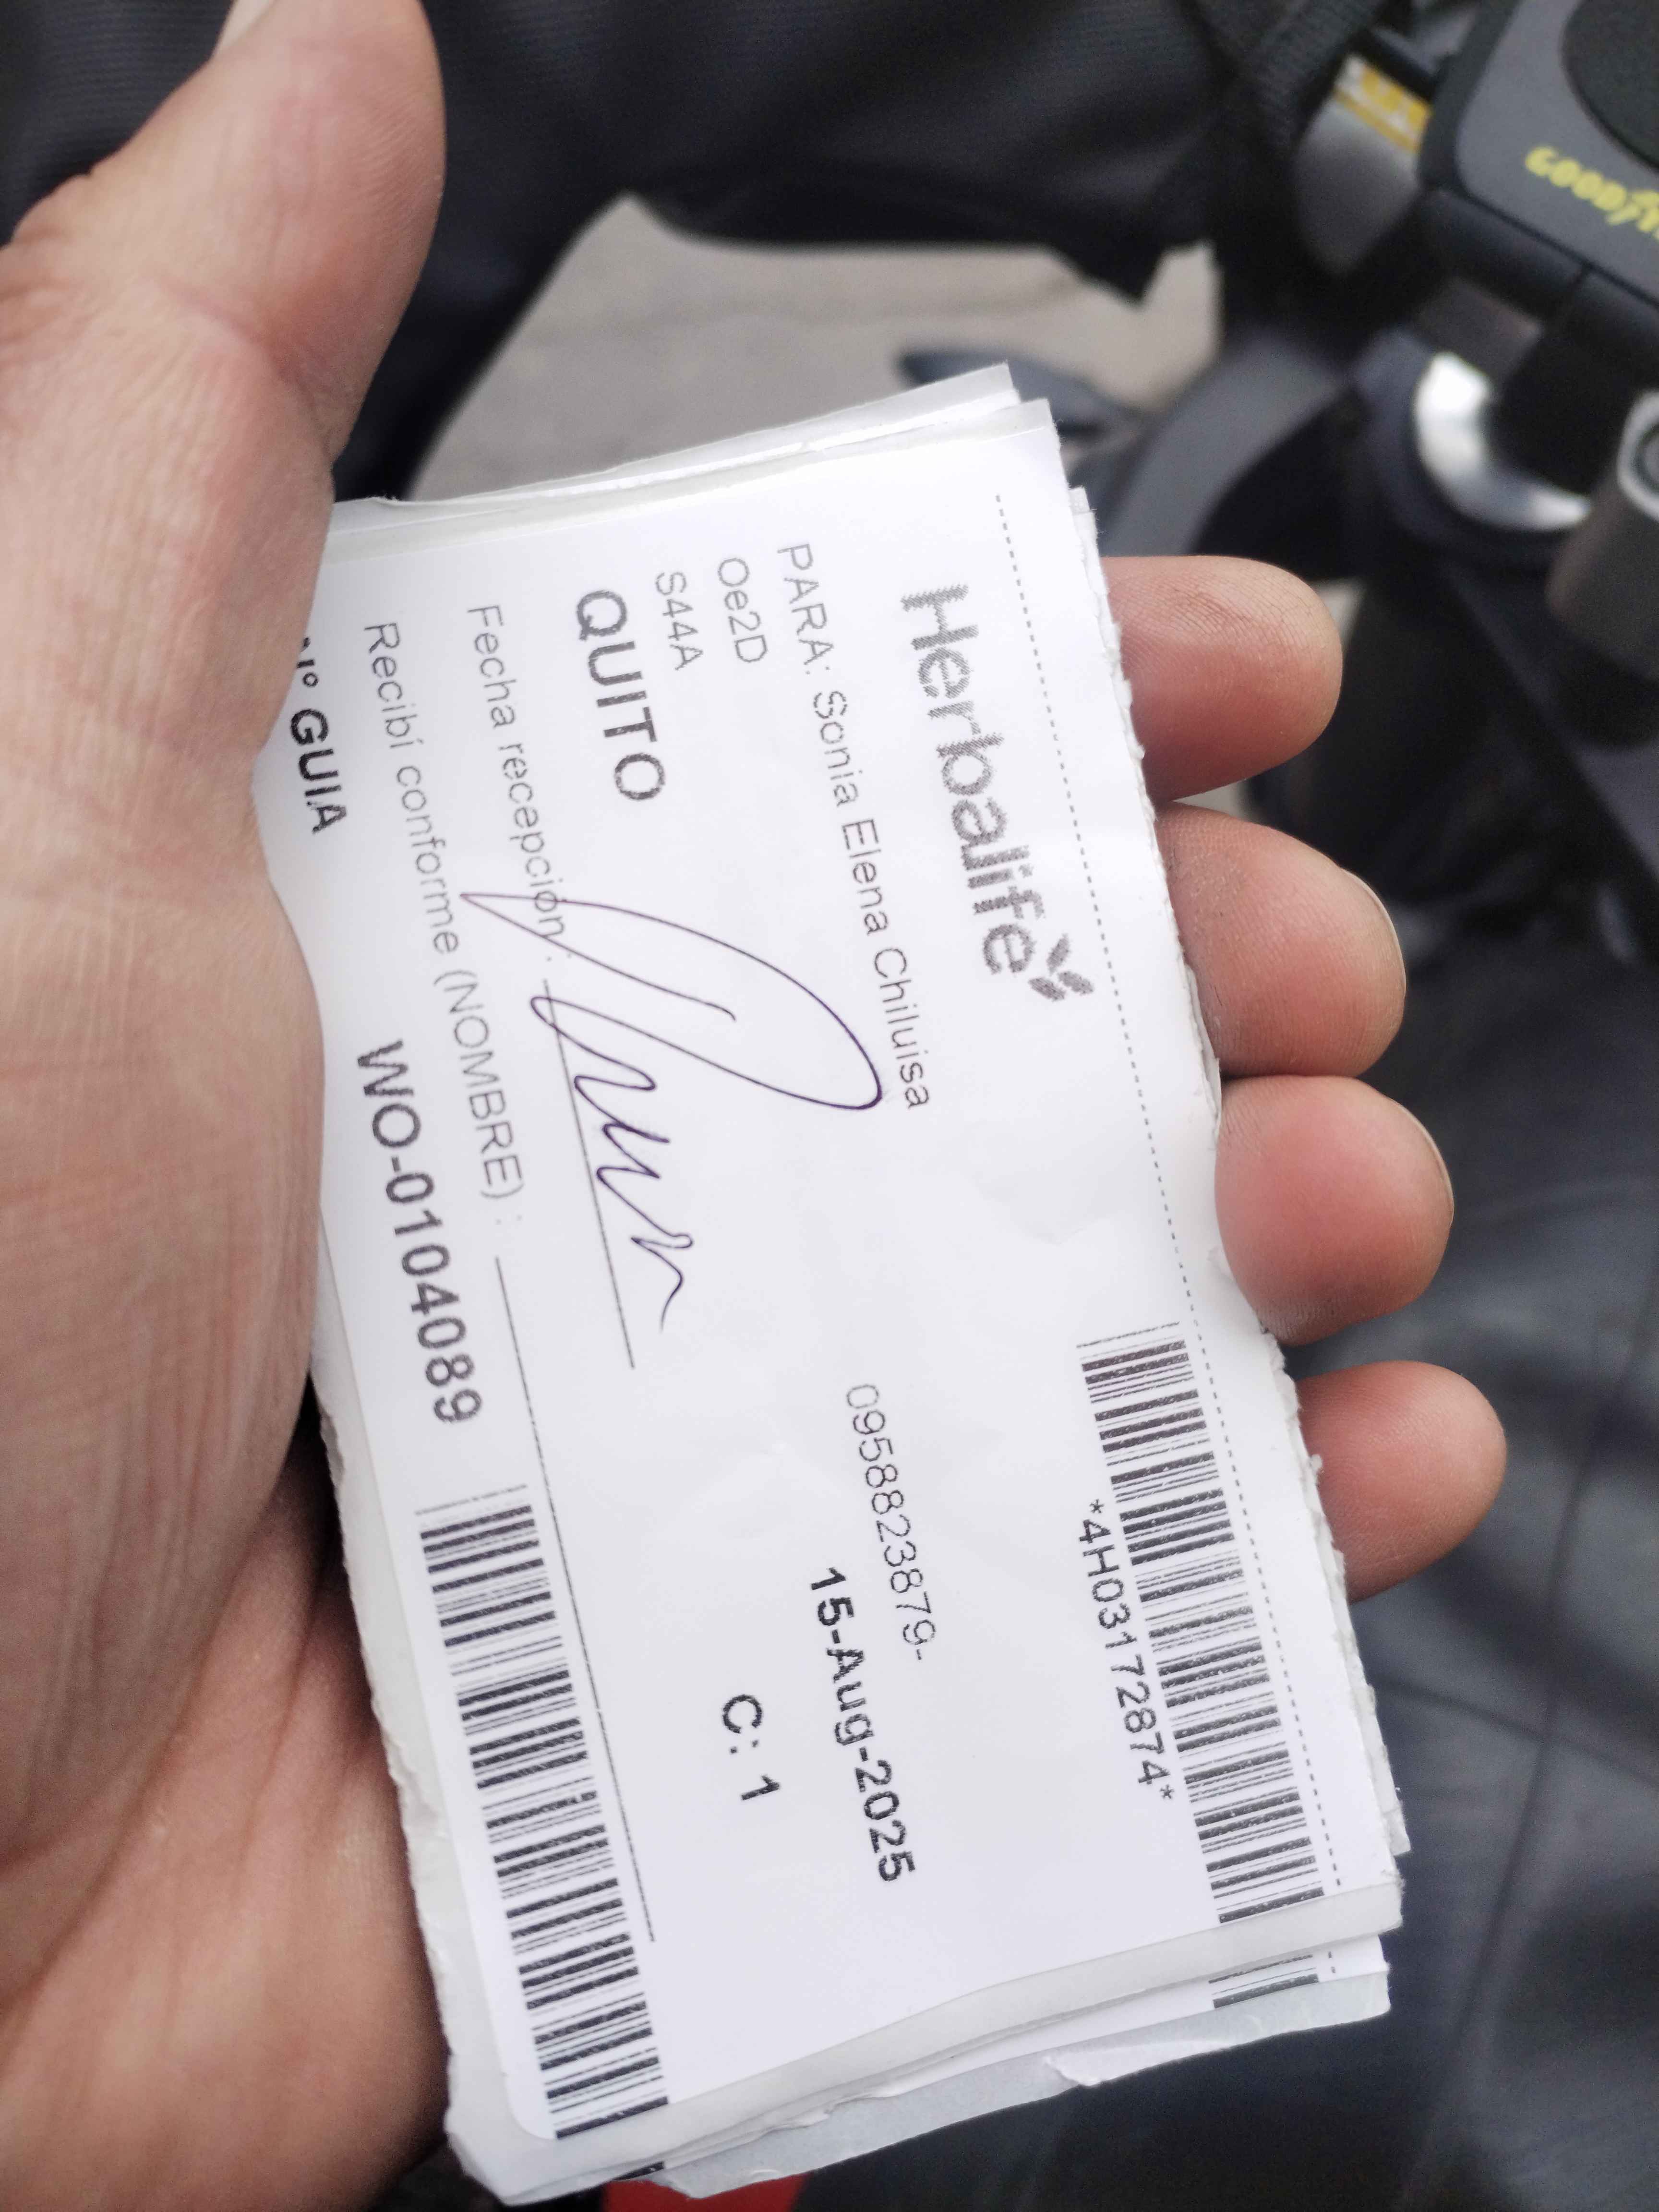 Herbalife
*4H03172874*
PARA: Sonia Elena Chiluisa
0958823879-
Oe2D
15-Aug-2025
S44A
QUITO
C: 1
Fecha recepción:
Recibí conforme (NOMBRE) :
N° GUIA
WO-0104089
GOODY